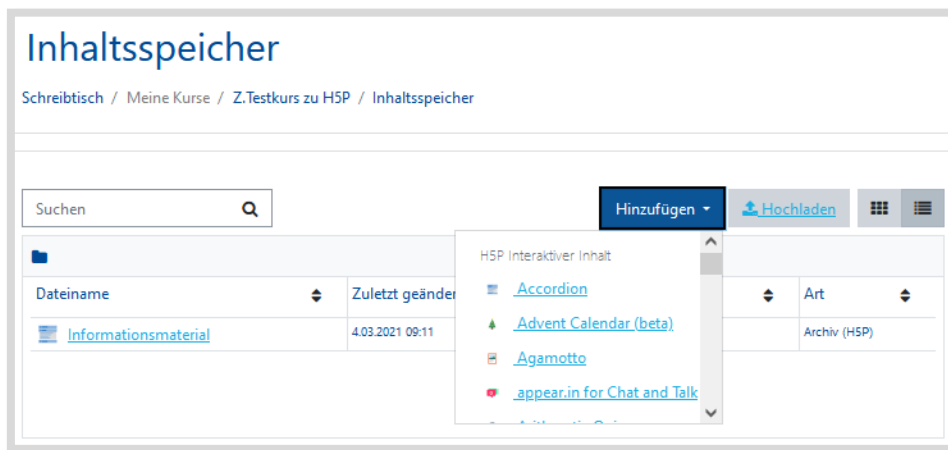 Inhaltsspeicher
Schreibtisch / Meine Kurse / Z.Testkurs zu H5P / Inhaltsspeicher
Suchen Hinzufügen Hochladen
H5P Interaktiver Inhalt
Dateiname Zuletzt geänder Art
Accordion
Informationsmaterial 4.03.2021 09:11 Archiv (H5P)
Advent Calendar (beta)
Agamotto
appear.in for Chat and Talk